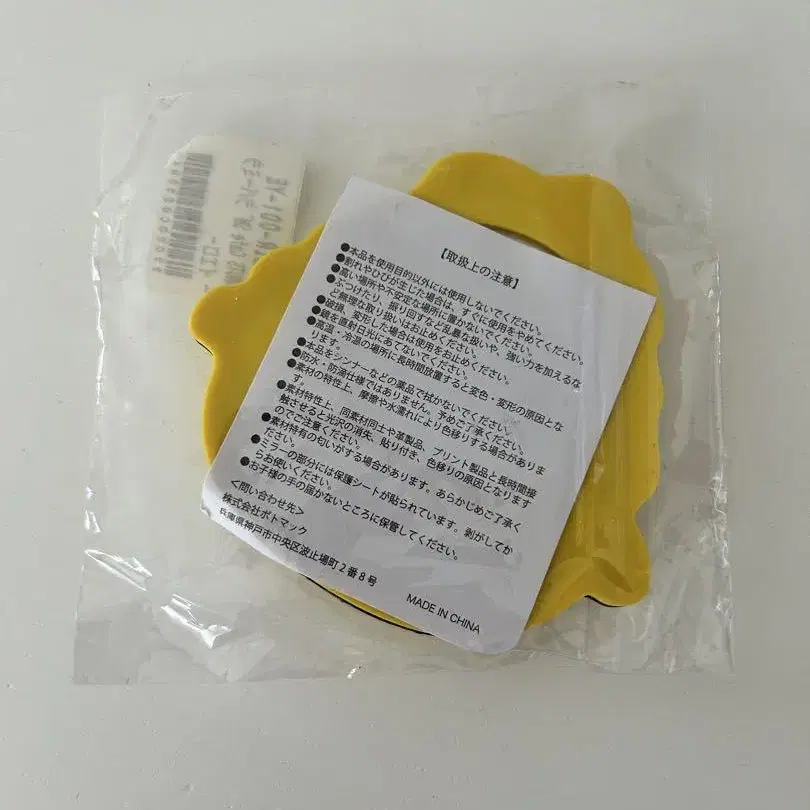 【取扱上の注意】
●本品を使用目的以外には使用しないでください。
●割れやひびが生じた場合は、すぐに使用をやめてください。
●高い場所や不安定な場所に置かないでください。
●ぶつけたり、振り回すなど乱暴な扱いや、強い力を加えるな
ど無理な取り扱いはお止めください。
●破損、変形した場合は使用をお止めください。
●鏡を直射日光にあてないでください。
●高温・冷温の場所に長時間放置すると変色・変形の原因とな
ります。
●本品をシンナーなどの薬品で拭かないでください。
●防水・防滴仕様ではありません。予めご了承ください。
●素材の特性上、摩擦や水濡れにより色移りする場合がありま
す。
●素材特性上、同素材同士や革製品、プリント製品と長時間接
触させると光沢の消失、貼り付き、色移りの原因となります
のでご注意ください。
●素材特有の匂いがする場合があります。あらかじめご了承く
ださい。
●ミラーの部分には保護シートが貼られています。剥がしてか
らお使いください。
●お子様の手の届かないところに保管してください。
＜問い合わせ先＞
株式会社ポトマック
兵庫県神戸市中央区波止場町2番8号
MADE IN CHINA